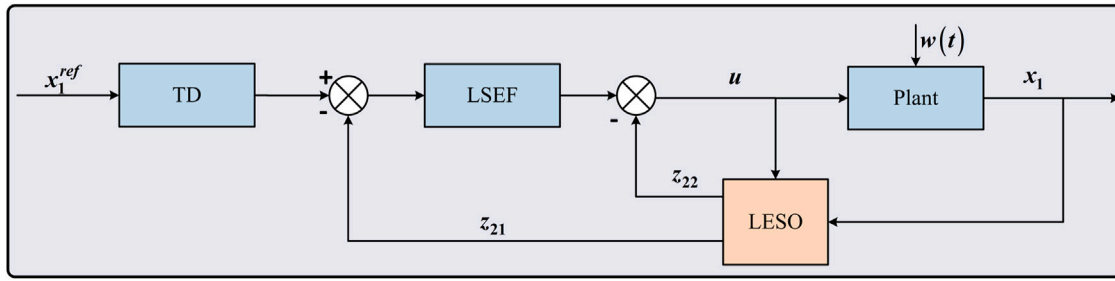 x₁ʳᵉᶠ
TD
+
-
LSEF
-
u
w(t)
Plant
x₁
z₂₂
z₂₁
LESO